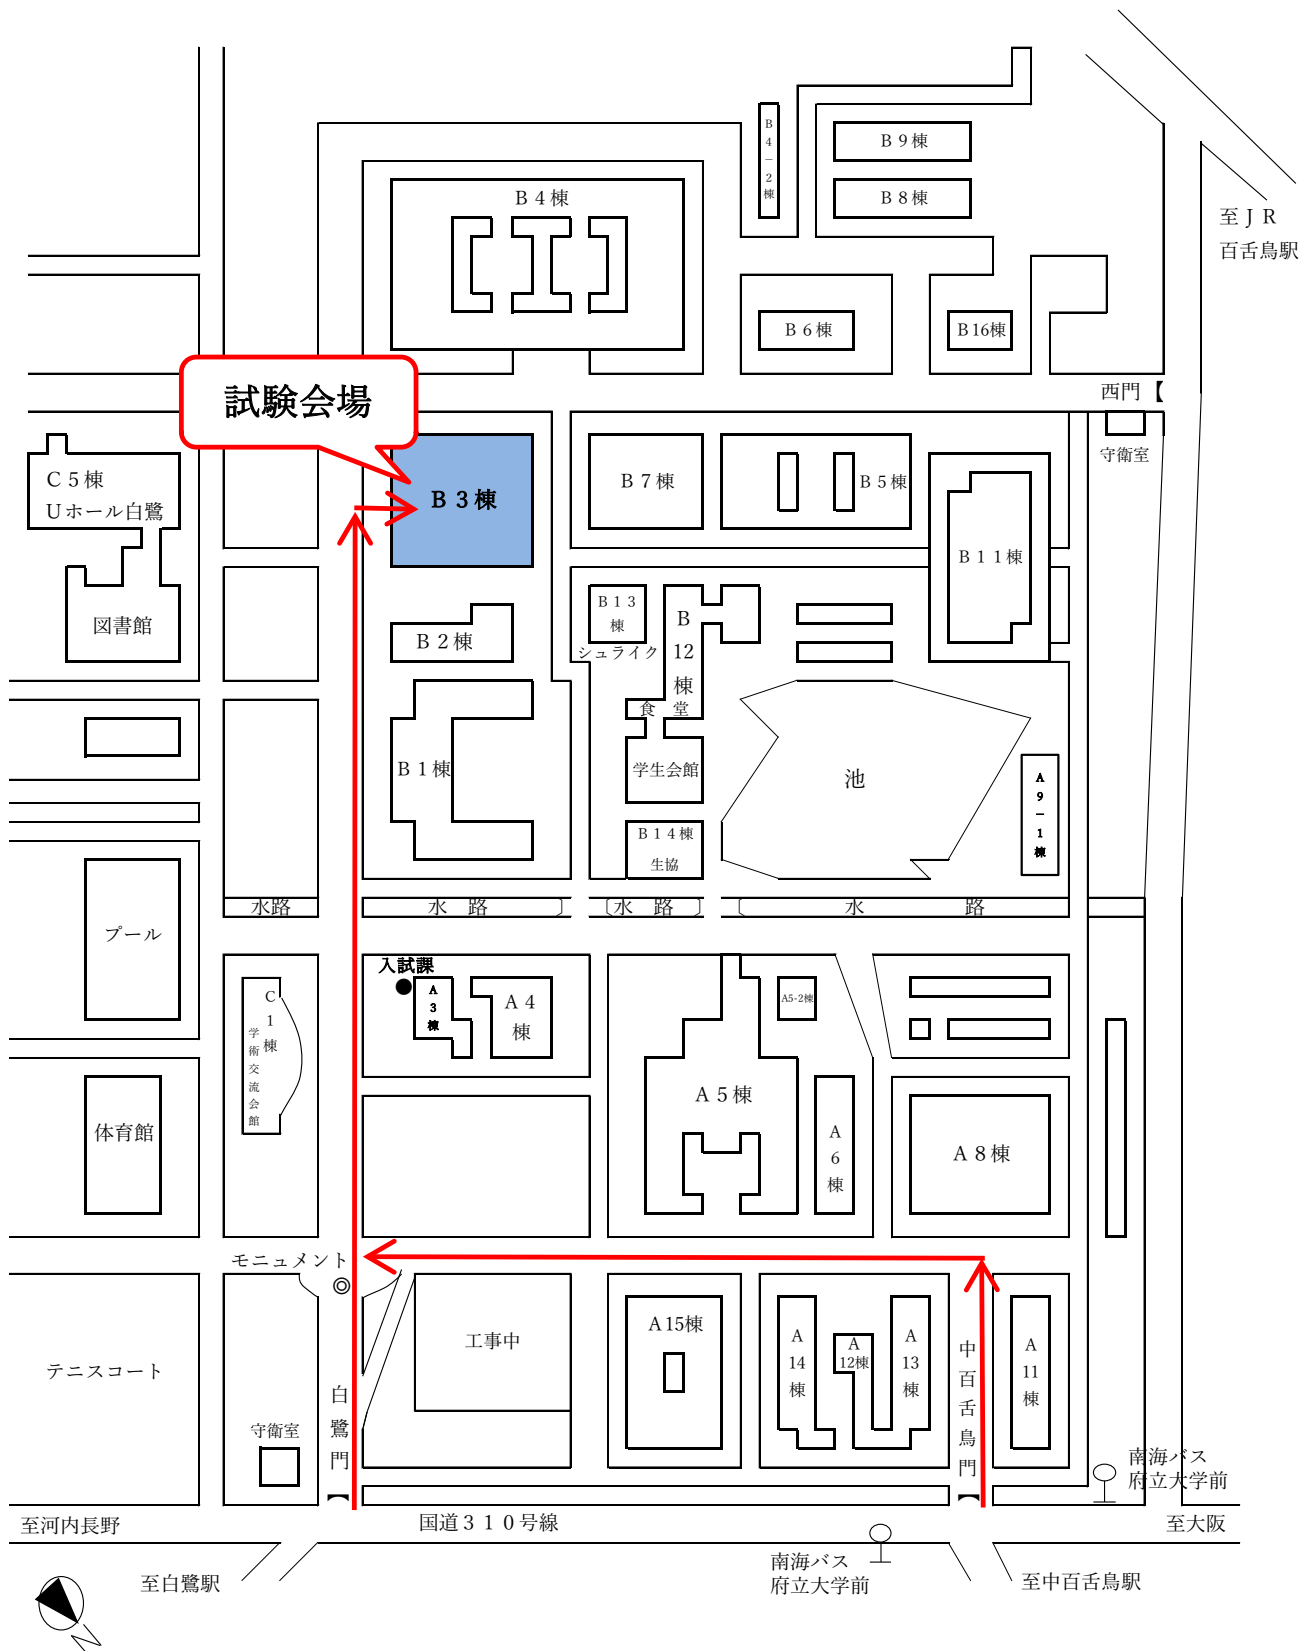 B4-2棟
B9棟
B8棟
B4棟
至JR
百舌鳥駅
B6棟
B16棟
西門【
守衛室
試験会場
C5棟
Uホール白鷺
B3棟
B7棟
B5棟
B11棟
図書館
B2棟
B13
棟
シュライク
B12棟
食堂
B1棟
学生会館
池
A9-1棟
B14棟
生協
水路
水 路
水 路
水 路
プール
入試課
A3棟
A4
棟
A5-2棟
C1棟
学術交流会館
体育館
A5棟
A6棟
A8棟
モニュメント
工事中
A15棟
A14棟
A
12棟
A13棟
中百舌鳥門
A11棟
テニスコート
白鷺門
守衛室
南海バス
府立大学前
至河内長野
国道310号線
至大阪
南海バス
府立大学前
至白鷺駅
至中百舌鳥駅
N